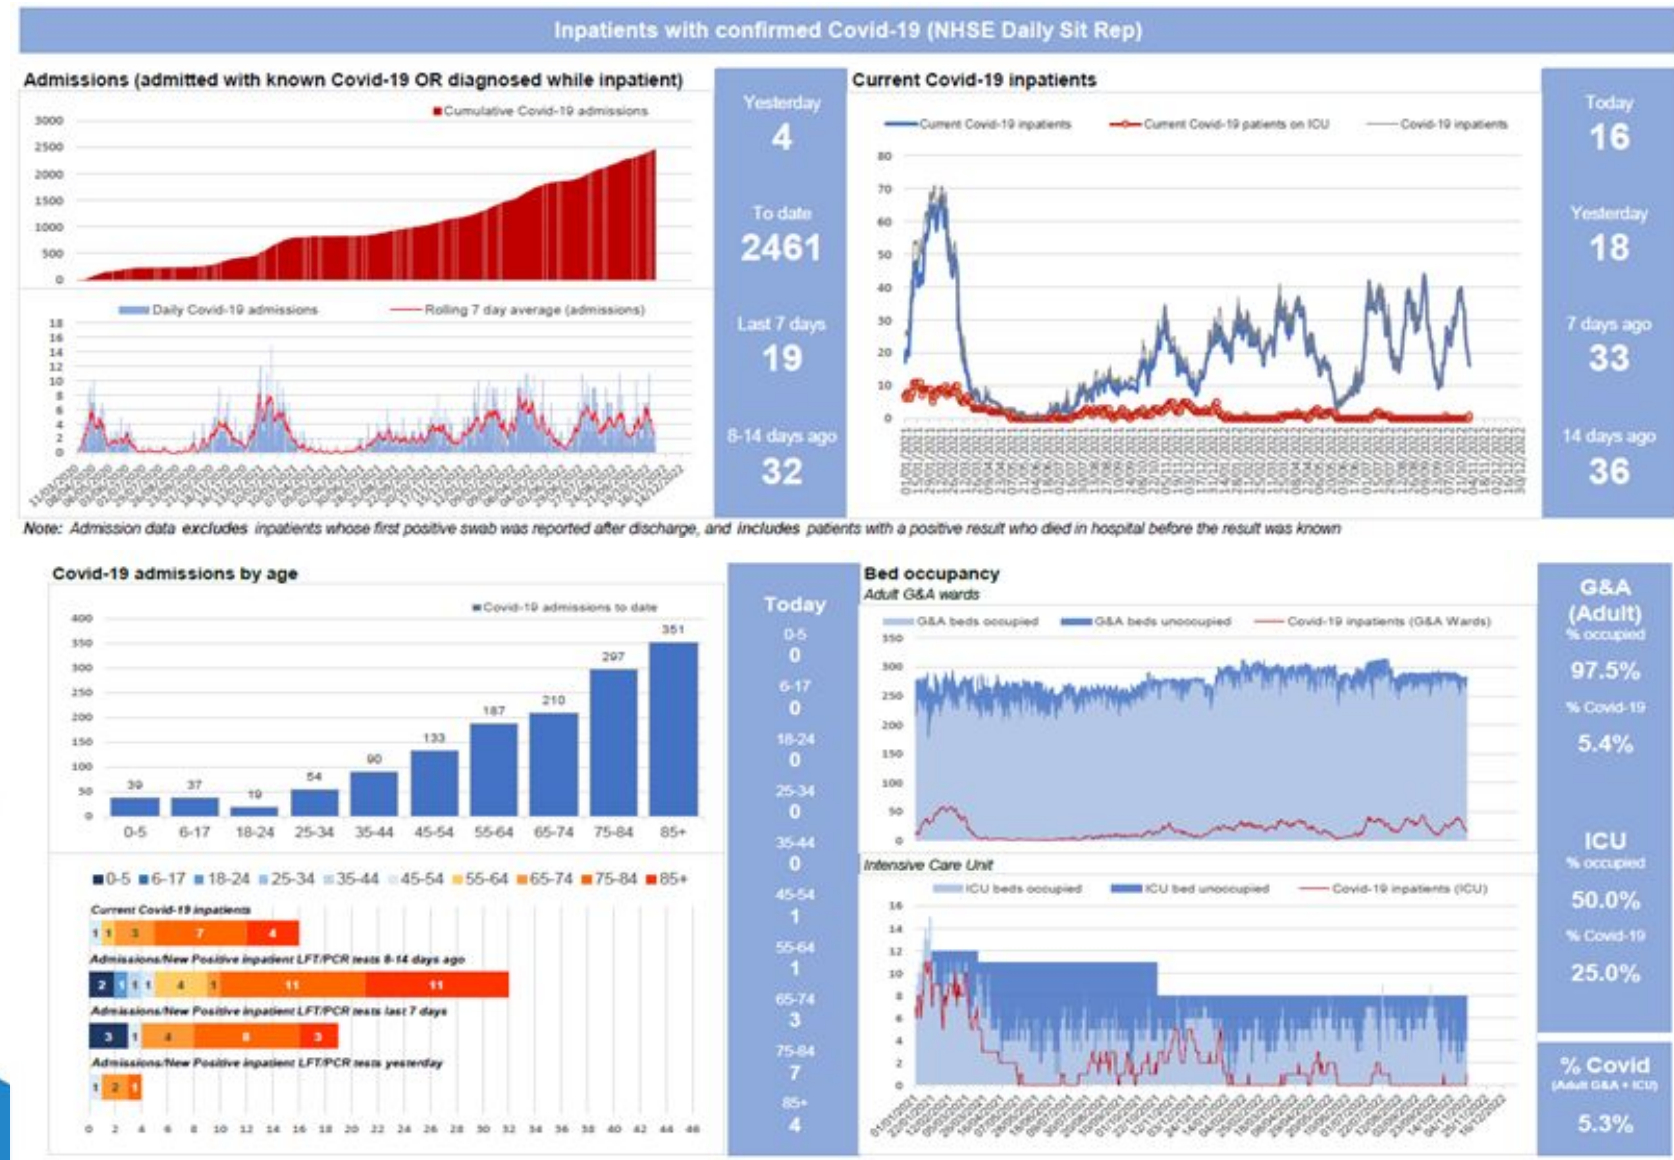 Inpatients with confirmed Covid-19 (NHSE Daily Sit Rep)
Admissions (admitted with known Covid-19 OR diagnosed while inpatient)
Cumulative Covid-19 admissions
3000
2500
2000
1500
1000
500
0
Daily Covid-19 admissions
Rolling 7 day average (admissions)
18
16
14
12
10
8
6
4
2
0
Yesterday
4
To date
2461
Last 7 days
19
8-14 days ago
32
Current Covid-19 inpatients
Current Covid-19 inpatients
Current Covid-19 patients on ICU
Covid-19 inpatients
80
70
60
50
40
30
20
10
0
Today
16
Yesterday
18
7 days ago
33
14 days ago
36
Note: Admission data excludes inpatients whose first positive swab was reported after discharge, and includes patients with a positive result who died in hospital before the result was known
Covid-19 admissions by age
Covid-19 admissions to date
400
350
300
250
200
150
100
50
0
39
37
19
54
90
133
187
210
297
351
0-5 6-17 18-24 25-34 35-44 45-54 55-64 65-74 75-84 85+
0-5 6-17 18-24 25-34 35-44 45-54 55-64 65-74 75-84 85+
Current Covid-19 inpatients
1 1 3 7 4
Admissions/New Positive inpatient LFT/PCR tests 8-14 days ago
2 1 1 1 4 1 11 11
Admissions/New Positive inpatient LFT/PCR tests last 7 days
3 1 4 8 3
Admissions/New Positive inpatient LFT/PCR tests yesterday
1 2 1
0 2 4 6 8 10 12 14 16 18 20 22 24 26 28 30 32 34 36 38 40 42 44 46
Today
0-5
0
6-17
0
18-24
0
25-34
0
35-44
0
45-54
1
55-64
1
65-74
3
75-84
7
85+
4
Bed occupancy
Adult G&A wards
G&A beds occupied
G&A beds unoccupied
Covid-19 inpatients (G&A Wards)
350
300
250
200
150
100
50
0
Intensive Care Unit
ICU beds occupied
ICU bed unoccupied
Covid-19 inpatients (ICU)
16
14
12
10
8
6
4
2
0
G&A
(Adult)
% occupied
97.5%
% Covid-19
5.4%
ICU
% occupied
50.0%
% Covid-19
25.0%
% Covid
(Adult G&A + ICU)
5.3%